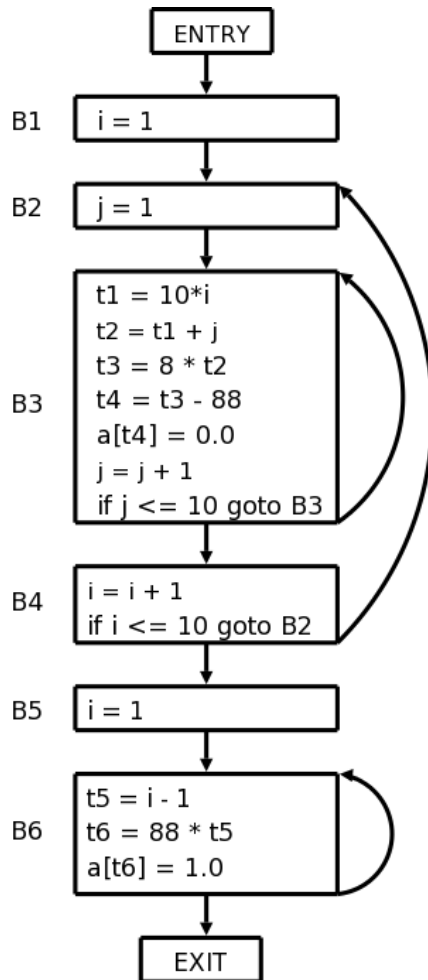 ENTRY
B1
i = 1
B2
j = 1
B3
t1 = 10*i
t2 = t1 + j
t3 = 8 * t2
t4 = t3 - 88
a[t4] = 0.0
j = j + 1
if j <= 10 goto B3
B4
i = i + 1
if i <= 10 goto B2
B5
i = 1
B6
t5 = i - 1
t6 = 88 * t5
a[t6] = 1.0
EXIT